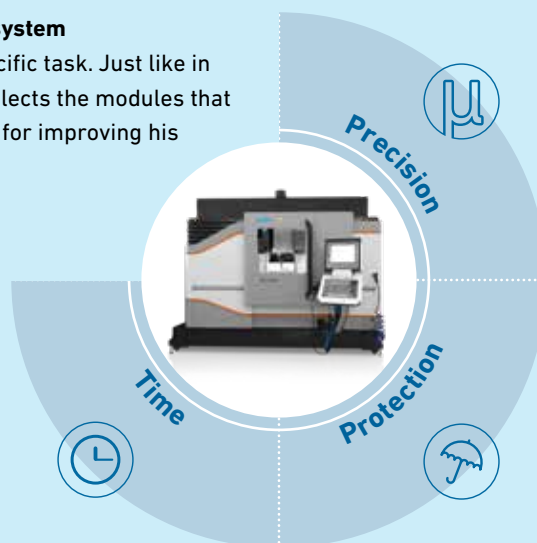 ystem
cific task. Just like in
lects the modules that
for improving his
μ
Precision
Protection
Time